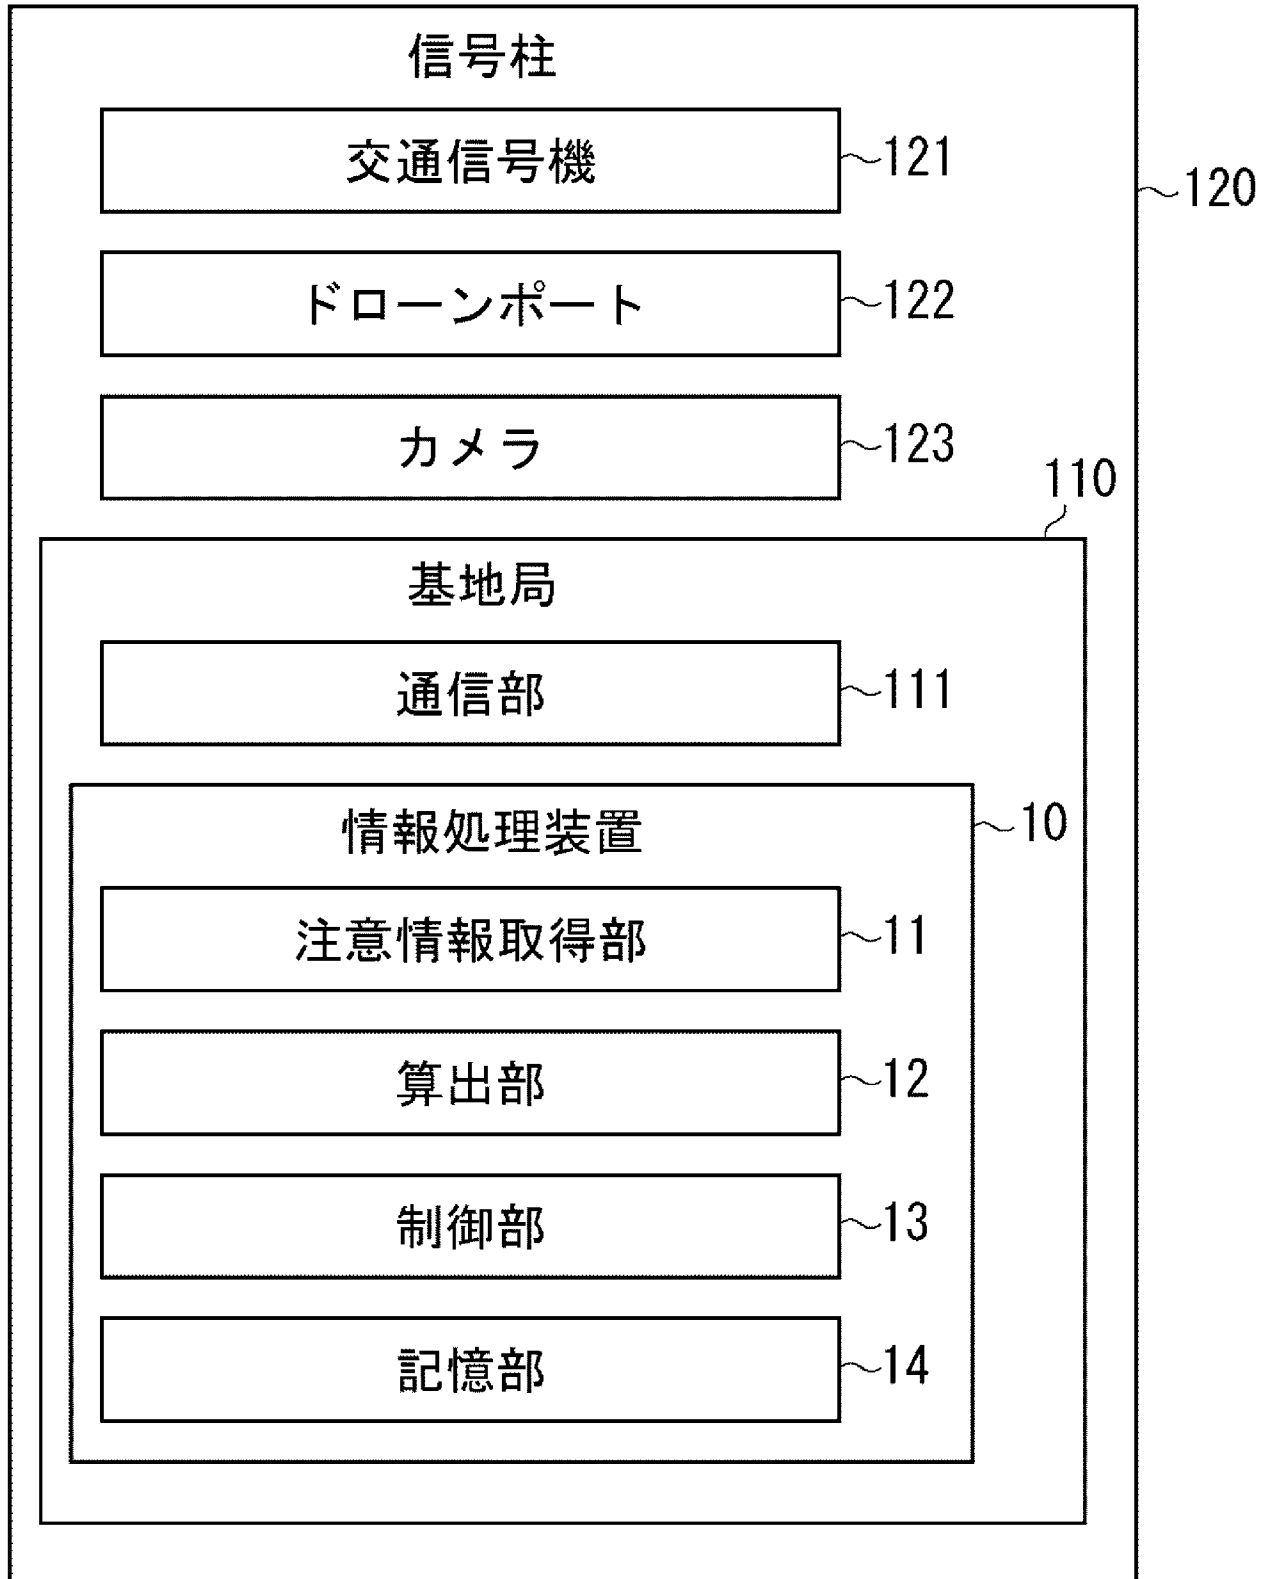 信号柱
交通信号機 121
120
ドローンポート 122
カメラ 123
110
基地局
通信部 111
情報処理装置 10
注意情報取得部 11
算出部 12
制御部 13
記憶部 14